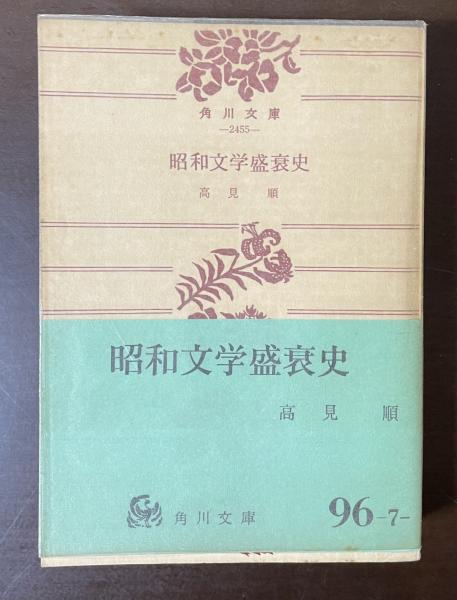 角川文庫
—2455—
昭和文学盛衰史
高見順
昭和文学盛衰史
高見順
角川文庫
96-7-